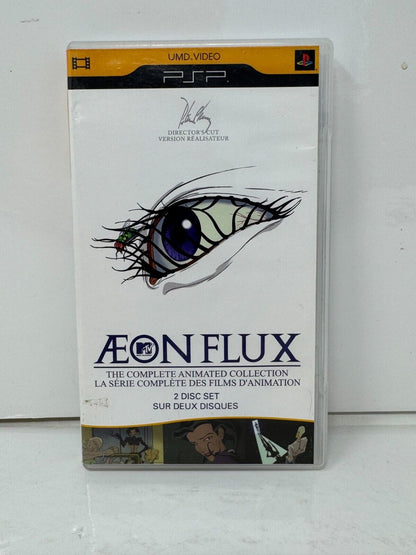 UMD. VIDEO
PSP
DIRECTOR'S CUT
VERSION RÉALISATEUR
ÆON FLUX
MTV
THE COMPLETE ANIMATED COLLECTION
LA SÉRIE COMPLÈTE DES FILMS D'ANIMATION
2 DISC SET
SUR DEUX DISQUES